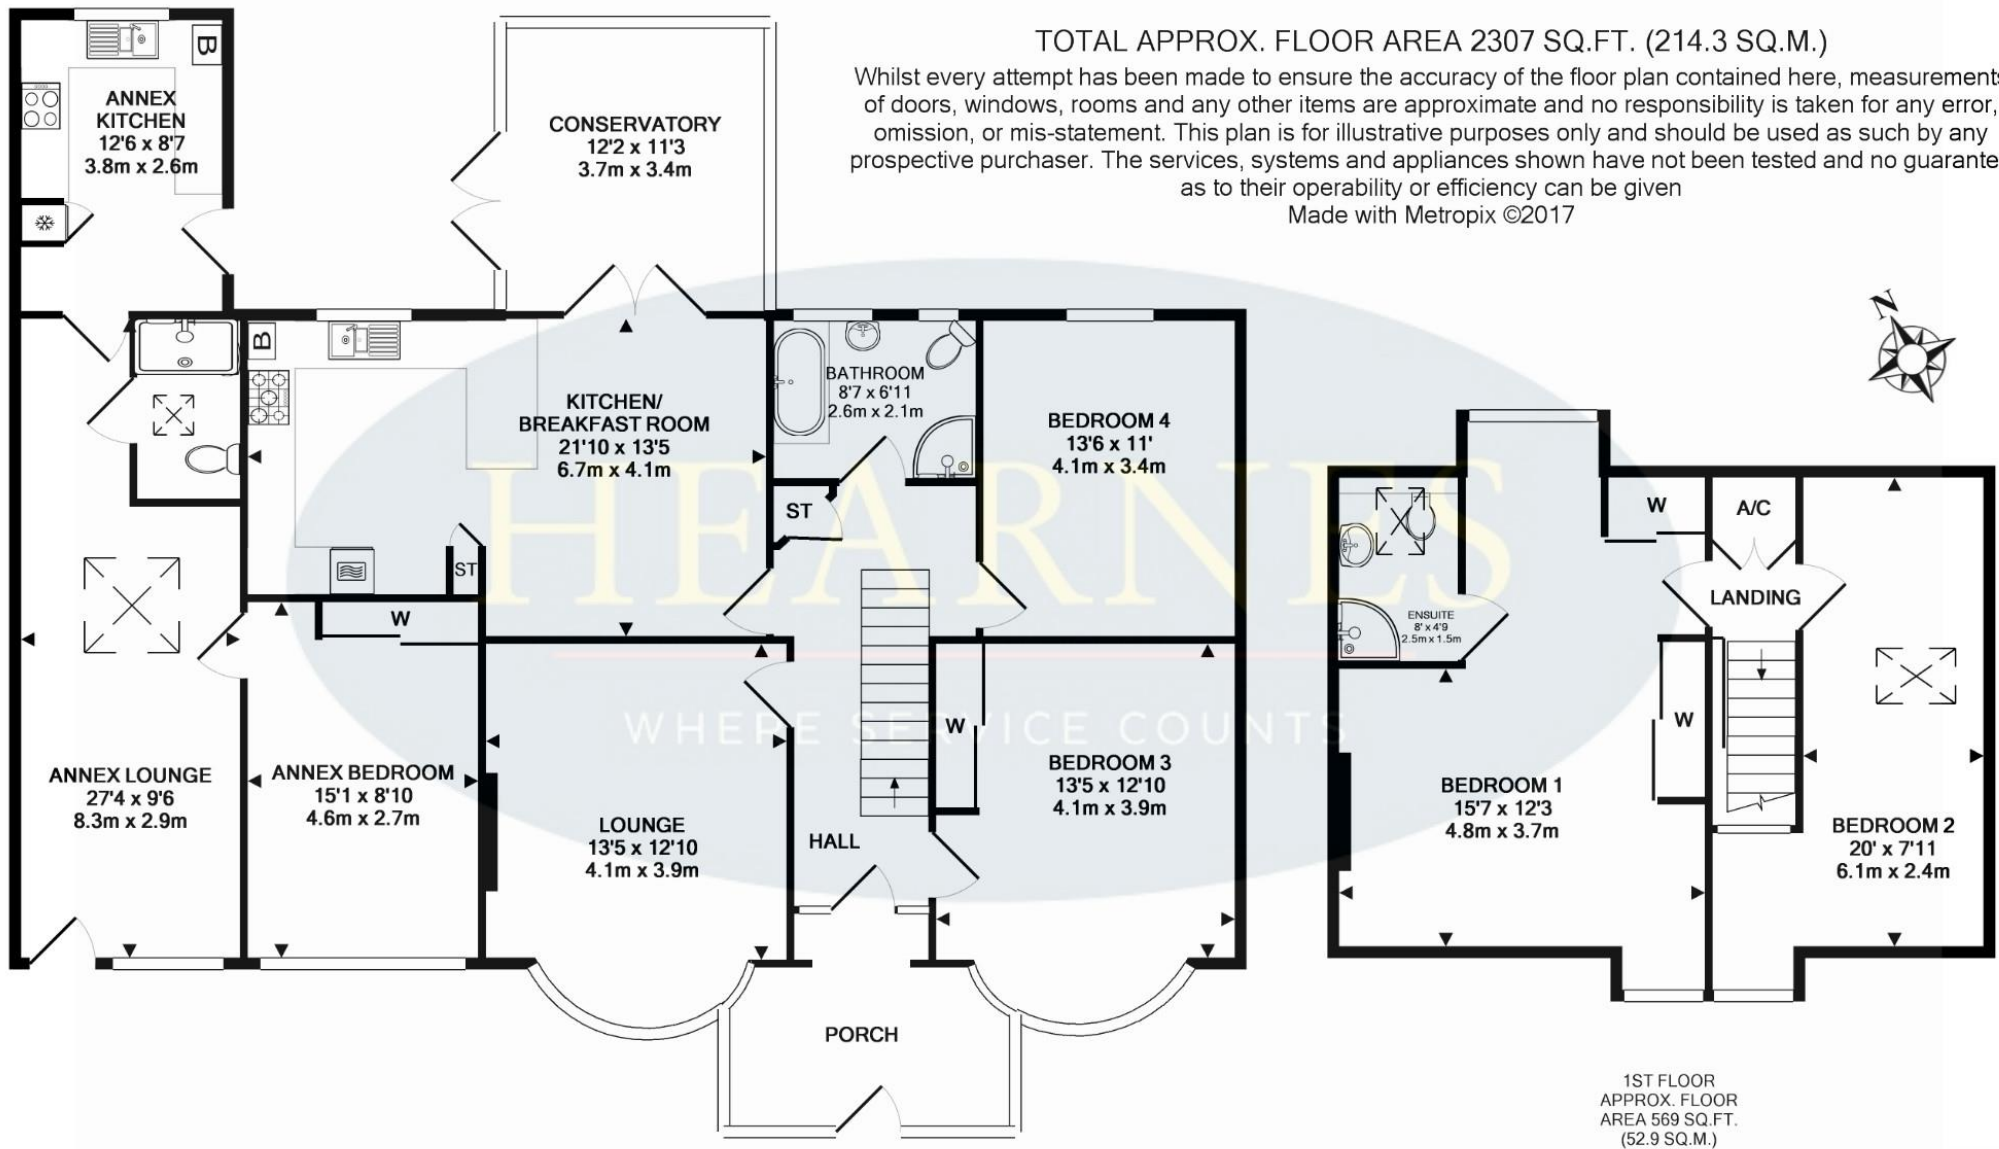 TOTAL APPROX. FLOOR AREA 2307 SQ.FT. (214.3 SQ.M.)
Whilst every attempt has been made to ensure the accuracy of the floor plan contained here, measurements
of doors, windows, rooms and any other items are approximate and no responsibility is taken for any error,
omission, or mis-statement. This plan is for illustrative purposes only and should be used as such by any
prospective purchaser. The services, systems and appliances shown have not been tested and no guarante
as to their operability or efficiency can be given
Made with Metropix ©2017
B
ANNEX
KITCHEN
12'6 x 8'7
3.8m x 2.6m
CONSERVATORY
12'2 x 11'3
3.7m x 3.4m
N
B
KITCHEN/
BREAKFAST ROOM
21'10 x 13'5
6.7m x 4.1m
BATHROOM
8'7 x 6'11
2.6m x 2.1m
BEDROOM 4
13'6 x 11'
4.1m x 3.4m
ST
ST
W
HEARNES
WHERE SERVICE COUNTS
ANNEX LOUNGE
27'4 x 9'6
8.3m x 2.9m
ANNEX BEDROOM
15'1 x 8'10
4.6m x 2.7m
LOUNGE
13'5 x 12'10
4.1m x 3.9m
HALL
W
BEDROOM 3
13'5 x 12'10
4.1m x 3.9m
PORCH
W
A/C
LANDING
ENSUITE
8' x 4'9
2.5m x 1.5m
W
BEDROOM 1
15'7 x 12'3
4.8m x 3.7m
BEDROOM 2
20' x 7'11
6.1m x 2.4m
1ST FLOOR
APPROX. FLOOR
AREA 569 SQ.FT.
(52.9 SQ.M.)